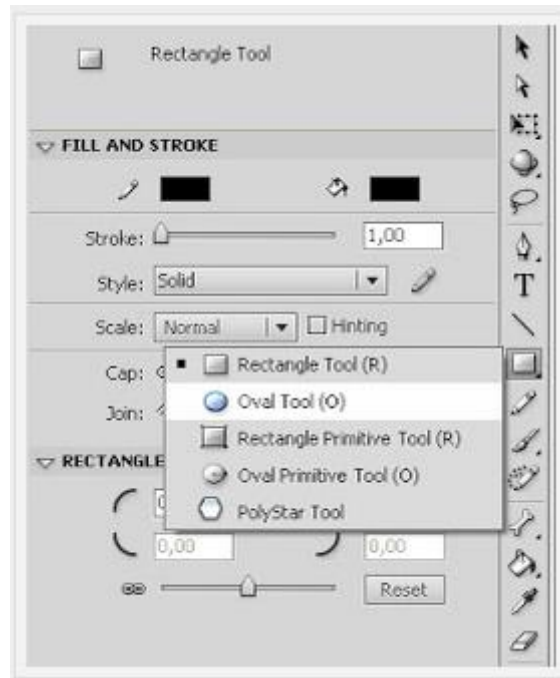 Rectangle Tool
FILL AND STROKE
Stroke: 1,00
Style: Solid
Scale: Normal Hinting
Cap:
Rectangle Tool (R)
Join:
Oval Tool (O)
Rectangle Primitive Tool (R)
RECTANGLE
Oval Primitive Tool (O)
PolyStar Tool
0,00 0,00
Reset
T